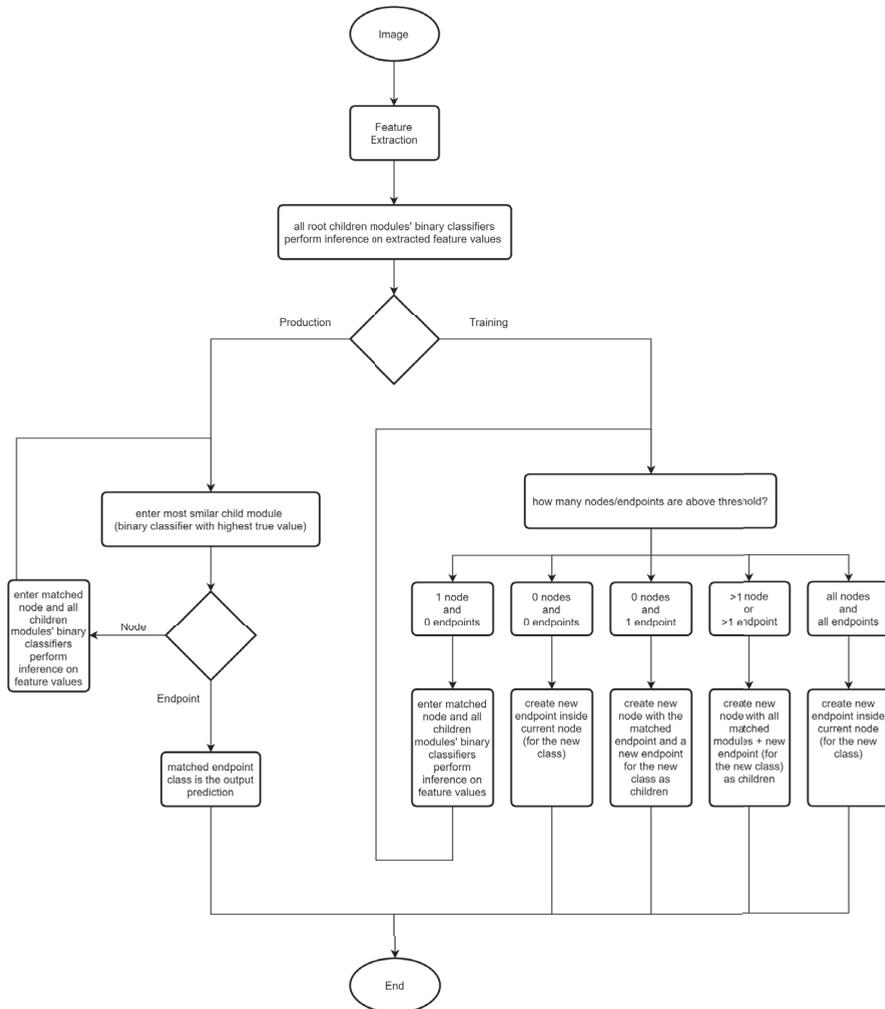 Image
Feature
Extraction
all root children modules' binary classifiers
perform inference on extracted feature values
Production
Training
enter most smilar child module
(binary classifier with highest true value)
how many nodes/endpoints are above threshold?
enter matched
node and all
children
modules' binary
classifiers
perform
inference on
feature values
Node
Endpoint
matched endpoint
class is the output
prediction
1 node
and
0 endpoints
0 nodes
and
0 endpoints
0 nodes
and
1 endpoint
>1 node
or
>1 endpoint
all nodes
and
all endpoints
enter matched
node and all
children
modules' binary
classifiers
perform
inference on
feature values
create new
endpoint inside
current node
(for the new
class)
create new
node with the
matched
endpoint and a
new endpoint
for the new
class as
children
create new
node with all
matched
modules + new
endpoint (for
the new class)
as children
create new
endpoint inside
current node
(for the new
class)
End